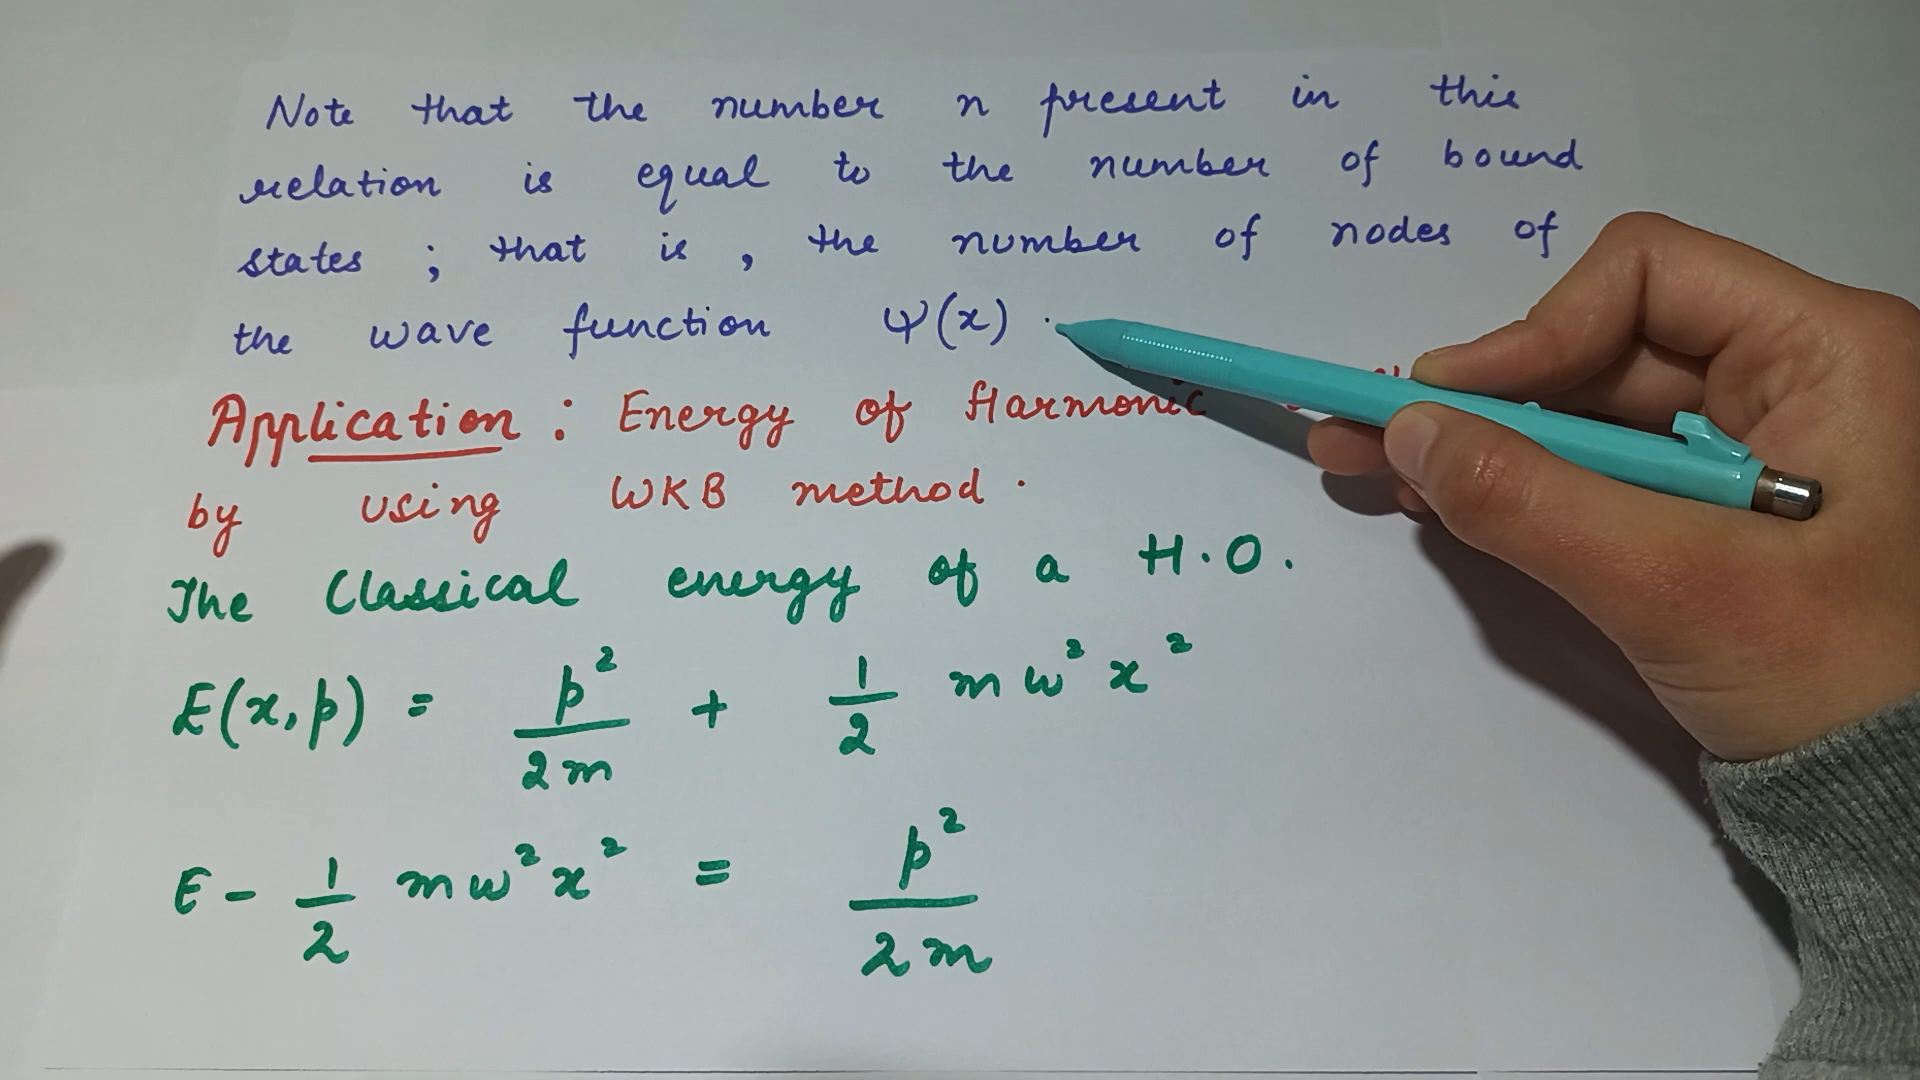 Note that the number n present in this
relation is equal to the number of bound
states ; that is , the number of nodes of
the wave function ψ(x) .
Application : Energy of Harmonic
by using WKB method .
The Classical energy of a H.O.
E(x,p) = p²/2m + 1/2 mω²x²
E - 1/2 mω²x² = p²/2m